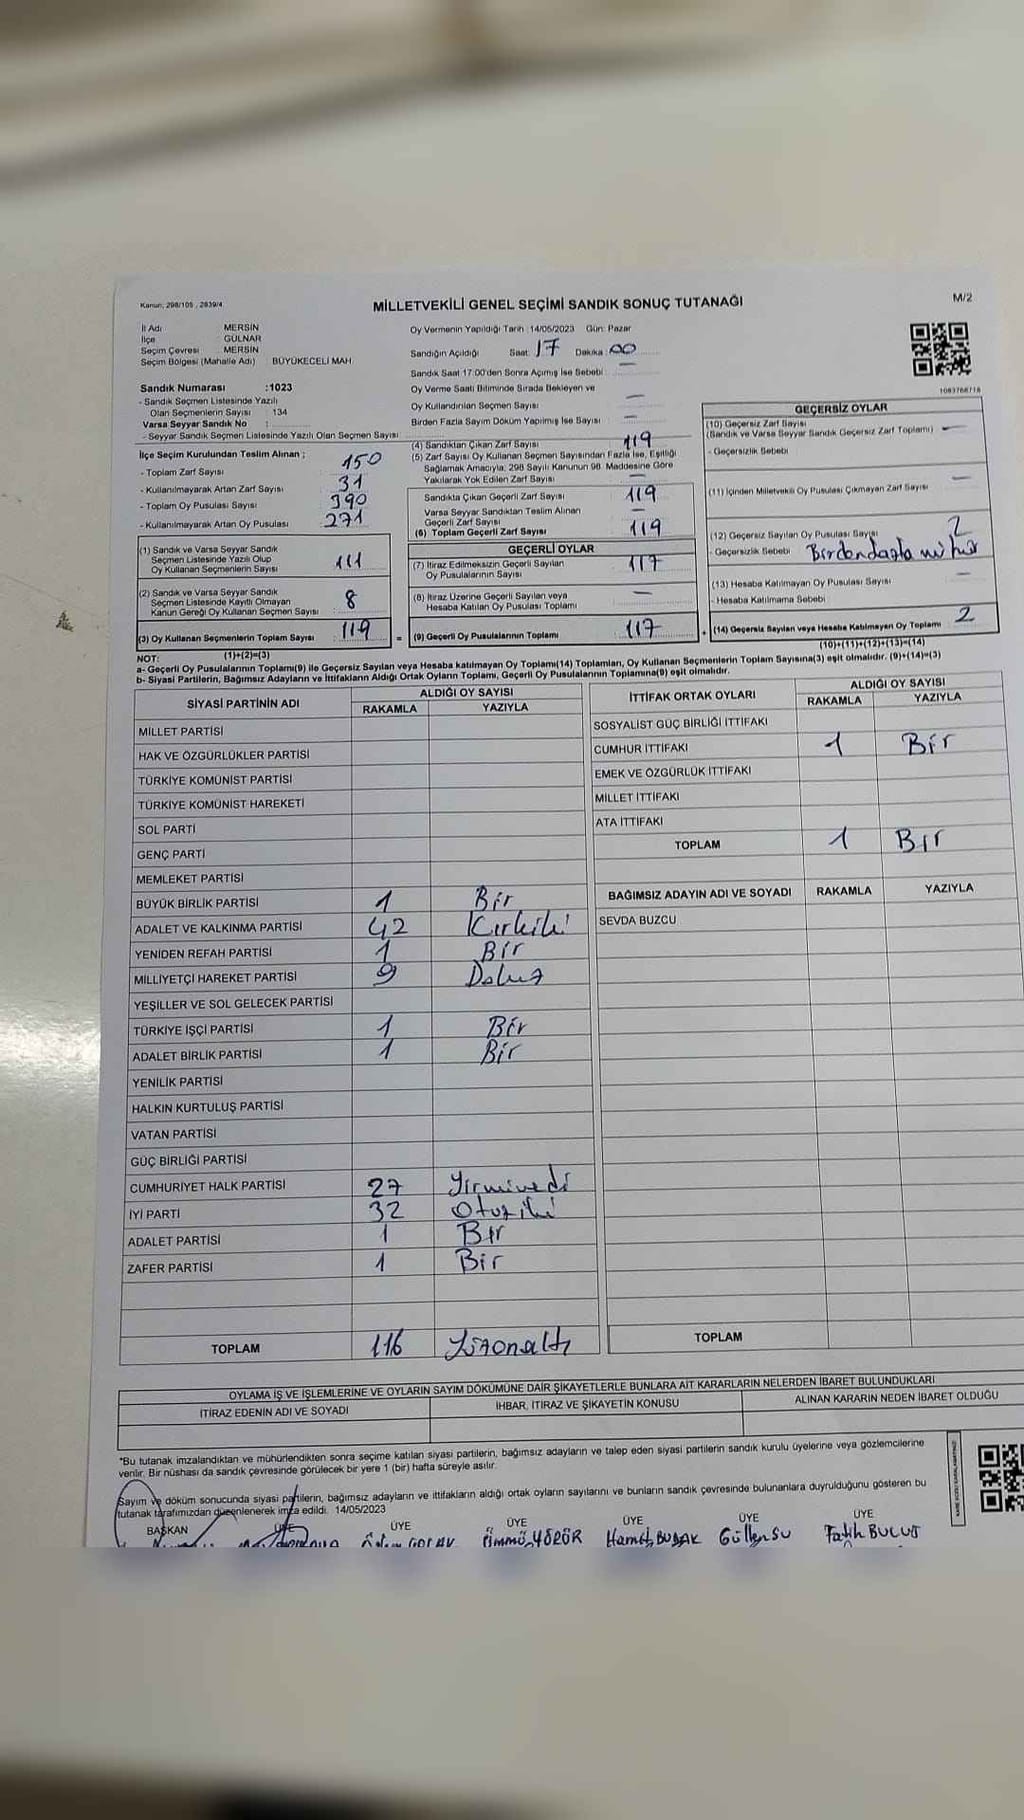 Kanun, 298/105 , 2839/4
MİLLETVEKİLİ GENEL SEÇİMİ SANDIK SONUÇ TUTANAĞI
M/2
İl Adı MERSİN
İlçe GÜLNAR
Seçim Çevresi MERSİN
Seçim Bölgesi (Mahalle Adı) BÜYÜKECELİ MAH.
Sandık Numarası :1023
- Sandık Seçmen Listesinde Yazılı
Olan Seçmenlerin Sayısı : 134
Varsa Seyyar Sandık No :
- Seyyar Sandık Seçmen Listesinde Yazılı Olan Seçmen Sayısı
Oy Vermenin Yapıldığı Tarih :14/05/2023 Gün: Pazar
Sandığın Açıldığı Saat: 17 Dakika: 00
Sandık Saat 17:00'den Sonra Açmış İse Sebebi : —
Oy Verme Saati Bitiminde Sırada Bekleyen ve
Oy Kullandırılan Seçmen Sayısı —
Birden Fazla Sayım Döküm Yapılmış İse Sayısı : —
1083766718
İlçe Seçim Kurulundan Teslim Alınan ;
- Toplam Zarf Sayısı 150
- Kullanılmayarak Artan Zarf Sayısı 31
- Toplam Oy Pusulası Sayısı 390
- Kullanılmayarak Artan Oy Pusulası 271
(1) Sandık ve Varsa Seyyar Sandık
Seçmen Listesinde Yazılı Olup
Oy Kullanan Seçmenlerin Sayısı 111
(2) Sandık ve Varsa Seyyar Sandık
Seçmen Listesinde Kayıtlı Olmayan
Kanun Gereği Oy Kullanan Seçmen Sayısı 8
(3) Oy Kullanan Seçmenlerin Toplam Sayısı 119 =
(4) Sandıktan Çıkan Zarf Sayısı 119
(5) Zarf Sayısı Oy Kullanan Seçmen Sayısından Fazla İse, Eşitliği
Sağlamak Amacıyla, 298 Sayılı Kanunun 98. Maddesine Göre
Yakılarak Yok Edilen Zarf Sayısı —
Sandıkta Çıkan Geçerli Zarf Sayısı 119
Varsa Seyyar Sandıktan Teslim Alınan
Geçerli Zarf Sayısı —
(6) Toplam Geçerli Zarf Sayısı 119
GEÇERLİ OYLAR
(7) İtiraz Edilmeksizin Geçerli Sayılan
Oy Pusulalarının Sayısı 117
(8) İtiraz Üzerine Geçerli Sayılan veya
Hesaba Katılan Oy Pusulası Toplamı —
(9) Geçerli Oy Pusulalarının Toplamı 117 +
GEÇERSİZ OYLAR
(10) Geçersiz Zarf Sayısı
(Sandık ve Varsa Seyyar Sandık Geçersiz Zarf Toplamı) —
- Geçersizlik Sebebi
(11) İçinden Milletvekili Oy Pusulası Çıkmayan Zarf Sayısı —
(12) Geçersiz Sayılan Oy Pusulası Sayısı 2
- Geçersizlik Sebebi Birdenfazla mühür
(13) Hesaba Katılmayan Oy Pusulası Sayısı —
- Hesaba Katılmama Sebebi
(14) Geçersiz Sayılan veya Hesaba Katılmayan Oy Toplamı 2
NOT: (1)+(2)=(3) (10)+(11)+(12)+(13)=(14)
a- Geçerli Oy Pusulalarının Toplamı(9) ile Geçersiz Sayılan veya Hesaba katılmayan Oy Toplamı(14) Toplamları, Oy Kullanan Seçmenlerin Toplam Sayısına(3) eşit olmalıdır. (9)+(14)=(3)
b- Siyasi Partilerin, Bağımsız Adayların ve İttifakların Aldığı Ortak Oyların Toplamı, Geçerli Oy Pusulalarının Toplamına(9) eşit olmalıdır.
SİYASİ PARTİNİN ADI ALDIĞI OY SAYISI
RAKAMLA YAZIYLA
MİLLET PARTİSİ
HAK VE ÖZGÜRLÜKLER PARTİSİ
TÜRKİYE KOMÜNİST PARTİSİ
TÜRKİYE KOMÜNİST HAREKETİ
SOL PARTİ
GENÇ PARTİ
MEMLEKET PARTİSİ
BÜYÜK BİRLİK PARTİSİ 1 Bir
ADALET VE KALKINMA PARTİSİ 42 Kırkiki
YENİDEN REFAH PARTİSİ 1 Bir
MİLLİYETÇİ HAREKET PARTİSİ 9 Dokuz
YEŞİLLER VE SOL GELECEK PARTİSİ
TÜRKİYE İŞÇİ PARTİSİ 1 Bir
ADALET BİRLİK PARTİSİ 1 Bir
YENİLİK PARTİSİ
HALKIN KURTULUŞ PARTİSİ
VATAN PARTİSİ
GÜÇ BİRLİĞİ PARTİSİ
CUMHURİYET HALK PARTİSİ 27 Yirmiyedi
İYİ PARTİ 32 Otuziki
ADALET PARTİSİ 1 Bir
ZAFER PARTİSİ 1 Bir
TOPLAM 116 Yüzonaltı
İTTİFAK ORTAK OYLARI ALDIĞI OY SAYISI
RAKAMLA YAZIYLA
SOSYALİST GÜÇ BİRLİĞİ İTTİFAKI
CUMHUR İTTİFAKI 1 Bir
EMEK VE ÖZGÜRLÜK İTTİFAKI
MİLLET İTTİFAKI
ATA İTTİFAKI
TOPLAM 1 Bir
BAĞIMSIZ ADAYIN ADI VE SOYADI RAKAMLA YAZIYLA
SEVDA BUZCU
TOPLAM
OYLAMA İŞ VE İŞLEMLERİNE VE OYLARIN SAYIM DÖKÜMÜNE DAİR ŞİKAYETLERLE BUNLARA AİT KARARLARIN NELERDEN İBARET BULUNDUKLARI
İTİRAZ EDENİN ADI VE SOYADI İHBAR, İTİRAZ VE ŞİKAYETİN KONUSU ALINAN KARARIN NEDEN İBARET OLDUĞU
*Bu tutanak imzalandıktan ve mühürlendikten sonra seçime katılan siyasi partilerin, bağımsız adayların ve talep eden siyasi partilerin sandık kurulu üyelerine veya gözlemcilerine
verilir. Bir nüshası da sandık çevresinde görülecek bir yere 1 (bir) hafta süreyle asılır.
Sayım ve döküm sonucunda siyasi partilerin, bağımsız adayların ve ittifakların aldığı ortak oyların sayılarını ve bunların sandık çevresinde bulunanlara duyrulduğunu gösteren bu
tutanak tarafımızdan düzenlenerek imza edildi. 14/05/2023
BAŞKAN ÜYE ÜYE ÜYE ÜYE ÜYE ÜYE
Ümmü YÖRÜR Hamit BUDAK Güller SU Fatih BULUT